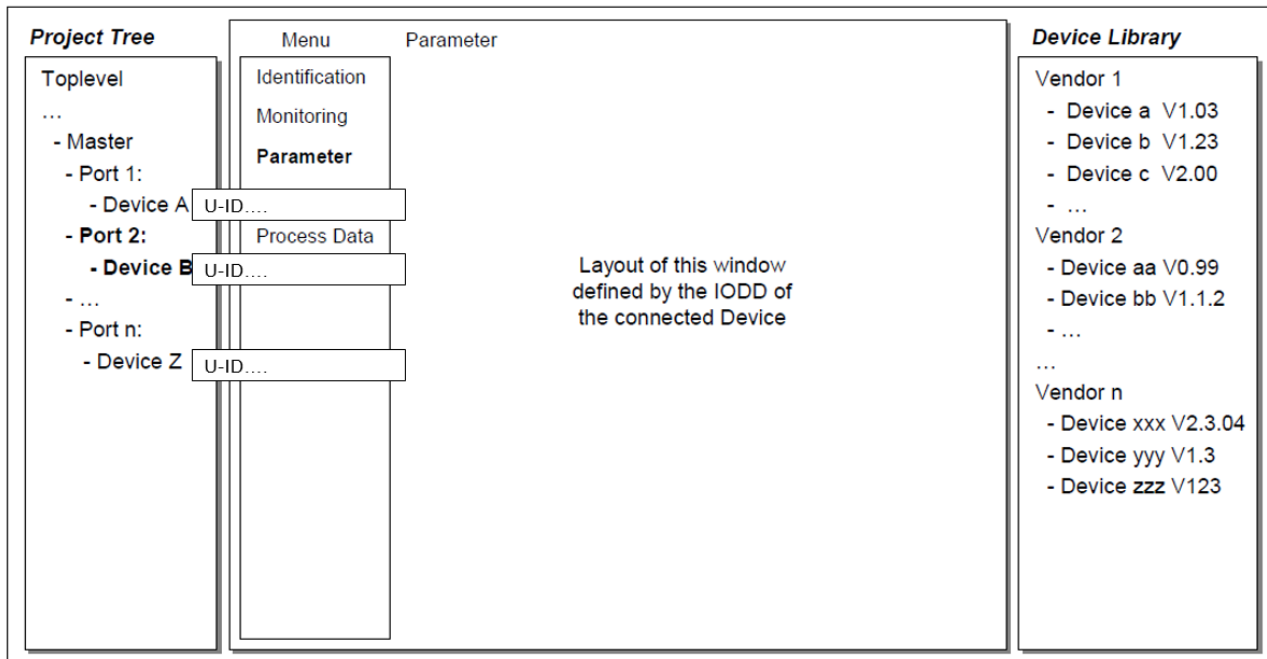 Project Tree
Toplevel
...
- Master
- Port 1:
- Device A
U-ID....
- Port 2:
- Device B
U-ID....
- ...
- Port n:
- Device Z
U-ID....
Menu
Identification
Monitoring
Parameter
Process Data
Parameter
Layout of this window
defined by the IODD of
the connected Device
Device Library
Vendor 1
- Device a V1.03
- Device b V1.23
- Device c V2.00
- ...
Vendor 2
- Device aa V0.99
- Device bb V1.1.2
- ...
...
Vendor n
- Device xxx V2.3.04
- Device yyy V1.3
- Device zzz V123